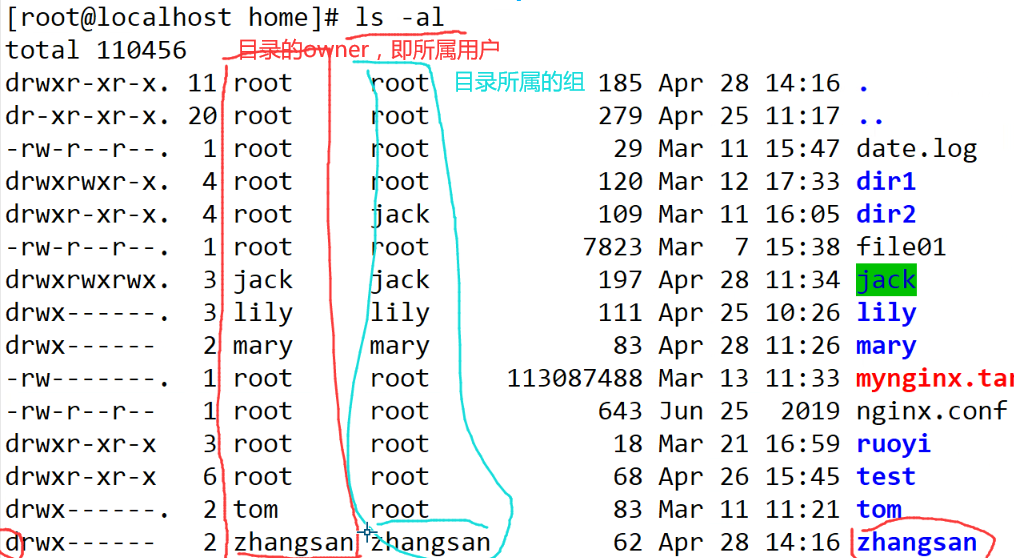 [root@localhost home]# ls -al
total 110456 目录的owner，即所属用户
drwxr-xr-x. 11 root root 目录所属的组 185 Apr 28 14:16 .
dr-xr-xr-x. 20 root root 279 Apr 25 11:17 ..
-rw-r--r--. 1 root root 29 Mar 11 15:47 date.log
drwxrwxr-x. 4 root root 120 Mar 12 17:33 dir1
drwxr-xr-x. 4 root jack 109 Mar 11 16:05 dir2
-rw-r--r--. 1 root root 7823 Mar 7 15:38 file01
drwxrwxrwx. 3 jack jack 197 Apr 28 11:34 jack
drwx------. 3 lily lily 111 Apr 25 10:26 lily
drwx------ 2 mary mary 83 Apr 28 11:26 mary
-rw-------. 1 root root 113087488 Mar 13 11:33 mynginx.tar
-rw-r--r-- 1 root root 643 Jun 25 2019 nginx.conf
drwxr-xr-x 3 root root 18 Mar 21 16:59 ruoyi
drwxr-xr-x 6 root root 68 Apr 26 15:45 test
drwx------. 2 tom root 83 Mar 11 11:21 tom
drwx------ 2 zhangsan zhangsan 62 Apr 28 14:16 zhangsan